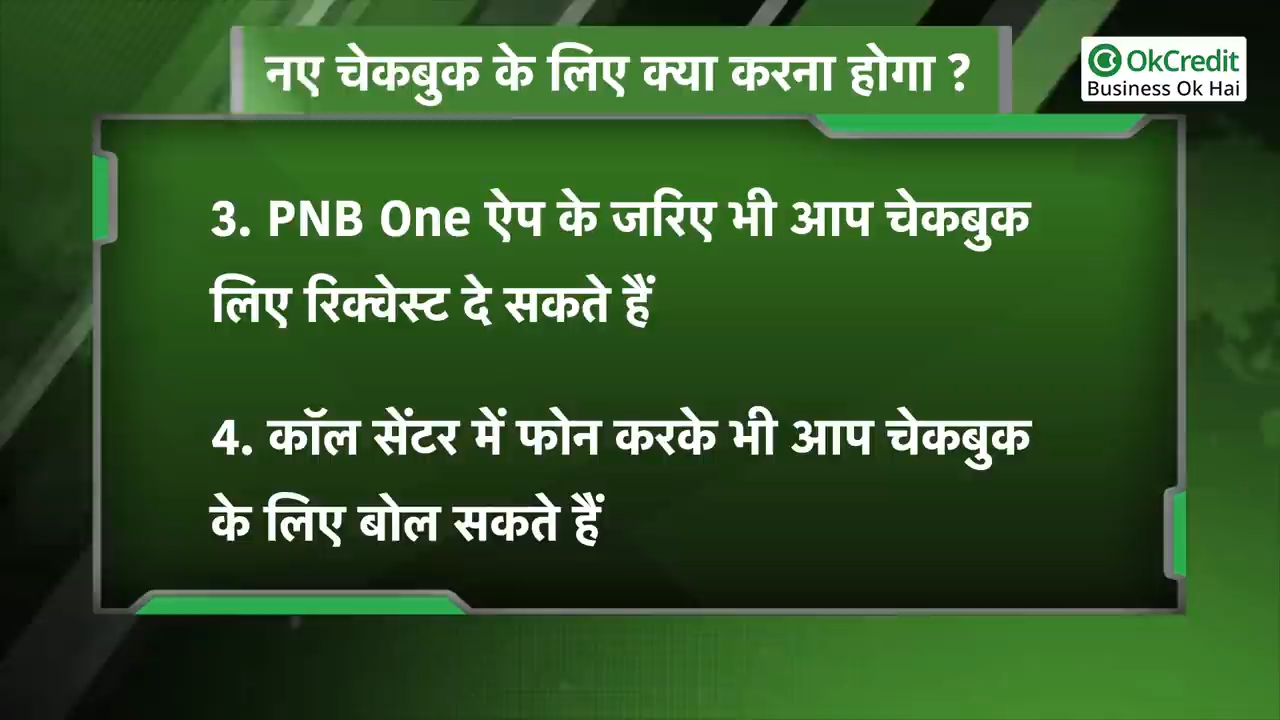 नए चेकबुक के लिए क्या करना होगा ?
OkCredit
Business Ok Hai
3. PNB One ऐप के जरिए भी आप चेकबुक
लिए रिक्वेस्ट दे सकते हैं
4. कॉल सेंटर में फोन करके भी आप चेकबुक
के लिए बोल सकते हैं